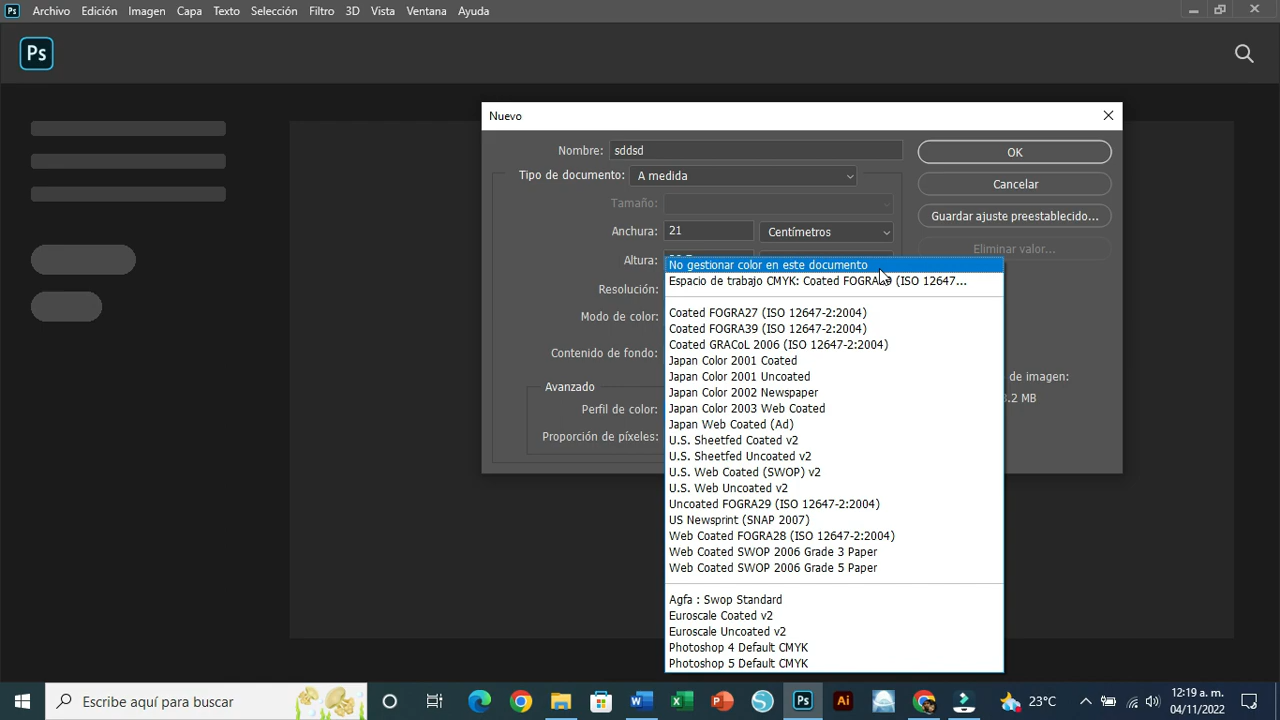 Ps Archivo Edición Imagen Capa Texto Selección Filtro 3D Vista Ventana Ayuda
Ps
Nuevo
Nombre: sddsd
OK
Tipo de documento: A medida
Cancelar
Tamaño:
Guardar ajuste preestablecido...
Anchura: 21 Centímetros
Eliminar valor...
Altura:
No gestionar color en este documento
Espacio de trabajo CMYK: Coated FOGRA39 (ISO 12647...
Resolución:
Modo de color:
Contenido de fondo:
Avanzado
Perfil de color:
Proporción de píxeles:
Coated FOGRA27 (ISO 12647-2:2004)
Coated FOGRA39 (ISO 12647-2:2004)
Coated GRACoL 2006 (ISO 12647-2:2004)
Japan Color 2001 Coated
Japan Color 2001 Uncoated
Japan Color 2002 Newspaper
Japan Color 2003 Web Coated
Japan Web Coated (Ad)
U.S. Sheetfed Coated v2
U.S. Sheetfed Uncoated v2
U.S. Web Coated (SWOP) v2
U.S. Web Uncoated v2
Uncoated FOGRA29 (ISO 12647-2:2004)
US Newsprint (SNAP 2007)
Web Coated FOGRA28 (ISO 12647-2:2004)
Web Coated SWOP 2006 Grade 3 Paper
Web Coated SWOP 2006 Grade 5 Paper
Agfa : Swop Standard
Euroscale Coated v2
Euroscale Uncoated v2
Photoshop 4 Default CMYK
Photoshop 5 Default CMYK
de imagen:
3.2 MB
Escribe aquí para buscar
Ps
Ai
23°C
12:19 a. m.
04/11/2022